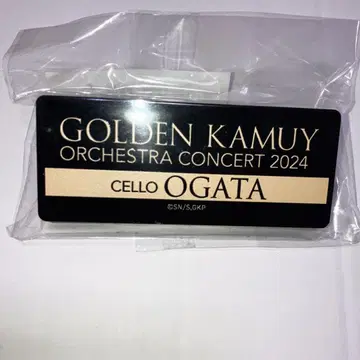 GOLDEN KAMUY
ORCHESTRA CONCERT 2024
CELLO OGATA
©SN/S,GKP